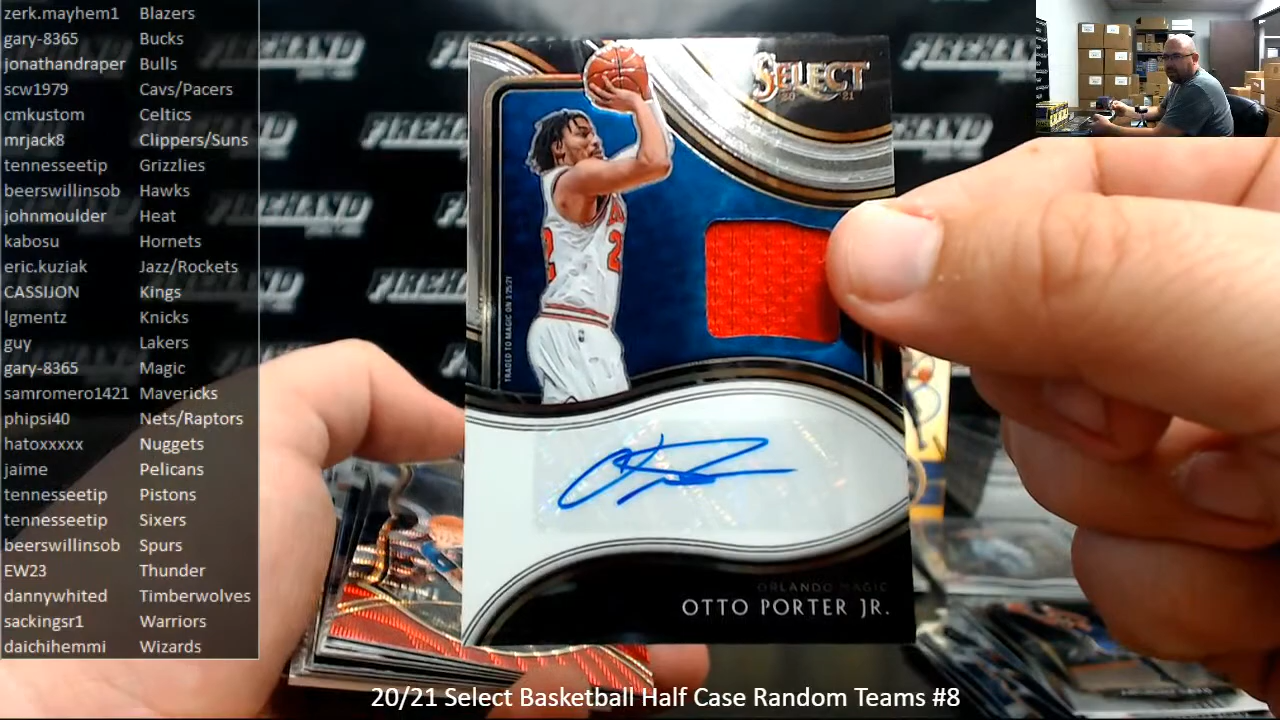 zerk.mayhem1 Blazers
gary-8365 Bucks
jonathandraper Bulls
scw1979 Cavs/Pacers
cmkustom Celtics
mrjack8 Clippers/Suns
tennesseetip Grizzlies
beerswillinsob Hawks
johnmoulder Heat
kabosu Hornets
eric.kuziak Jazz/Rockets
CASSIJON Kings
lgmentz Knicks
guy Lakers
gary-8365 Magic
samromero1421 Mavericks
phipsi40 Nets/Raptors
hatoxxxxx Nuggets
jaime Pelicans
tennesseetip Pistons
tennesseetip Sixers
beerswillinsob Spurs
EW23 Thunder
dannywhited Timberwolves
sackingsr1 Warriors
daichihemmi Wizards
FIREHAND
FIREHAND
FIREHAND
FIREHAND
SELECT
20 21
TRADED TO MAGIC ON 3/25/21
ORLANDO MAGIC
OTTO PORTER JR.
20/21 Select Basketball Half Case Random Teams #8